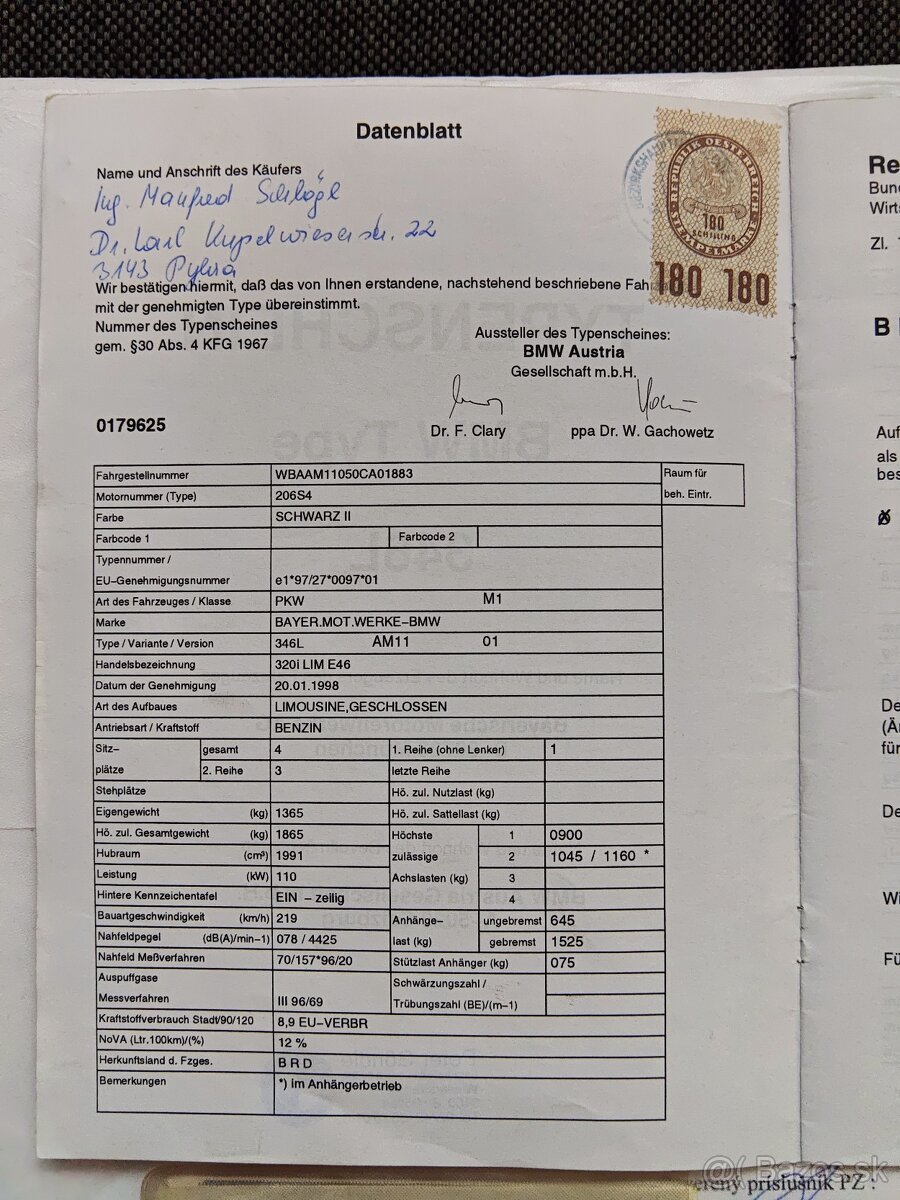 Datenblatt
Name und Anschrift des Käufers
Ing. Manfred Schlögl
Dr. Karl Kupelwieserstr. 22
3143 Pyhra
REPUBLIK OESTERREICH
STEMPELMARKE
180
SCHILLING
180 180
Wir bestätigen hiermit, daß das von Ihnen erstandene, nachstehend beschriebene
mit der genehmigten Type übereinstimmt.
Nummer des Typenscheines
gem. §30 Abs. 4 KFG 1967
Aussteller des Typenscheines:
BMW Austria
Gesellschaft m.b.H.
0179625
Dr. F. Clary ppa Dr. W. Gachowetz
Fahrgestellnummer WBAAM11050CA01883 Raum für
Motornummer (Type) 206S4 beh. Eintr.
Farbe SCHWARZ II
Farbcode 1 Farbcode 2
Typennummer /
EU-Genehmigungsnummer e1*97/27*0097*01
Art des Fahrzeuges / Klasse PKW M1
Marke BAYER.MOT.WERKE-BMW
Type / Variante / Version 346L AM11 01
Handelsbezeichnung 320i LIM E46
Datum der Genehmigung 20.01.1998
Art des Aufbaues LIMOUSINE,GESCHLOSSEN
Antriebsart / Kraftstoff BENZIN
Sitz- gesamt 4 1. Reihe (ohne Lenker) 1
plätze 2. Reihe 3 letzte Reihe
Stehplätze Hö. zul. Nutzlast (kg)
Eigengewicht (kg) 1365 Hö. zul. Sattellast (kg)
Hö. zul. Gesamtgewicht (kg) 1865 Höchste 1 0900
Hubraum (cm³) 1991 zulässige 2 1045 / 1160 *
Leistung (kW) 110 Achslasten (kg) 3
Hintere Kennzeichentafel EIN - zeilig 4
Bauartgeschwindigkeit (km/h) 219 Anhänge- ungebremst 645
Nahfeldpegel (dB(A)/min-1) 078 / 4425 last (kg) gebremst 1525
Nahfeld Meßverfahren 70/157*96/20 Stützlast Anhänger (kg) 075
Auspuffgase Schwärzungszahl /
Messverfahren III 96/69 Trübungszahl (BE)/(m-1)
Kraftstoffverbrauch Stadt/90/120 8,9 EU-VERBR
NoVA (Ltr.100km)/(%) 12 %
Herkunftsland d. Fzges. B R D
Bemerkungen *) im Anhängerbetrieb
Re
Bun
Wirts
Zl.
B
Auf
als
bes
De
(Är
für
De
Wi
Fü
príslušník PZ :
Bazos.sk